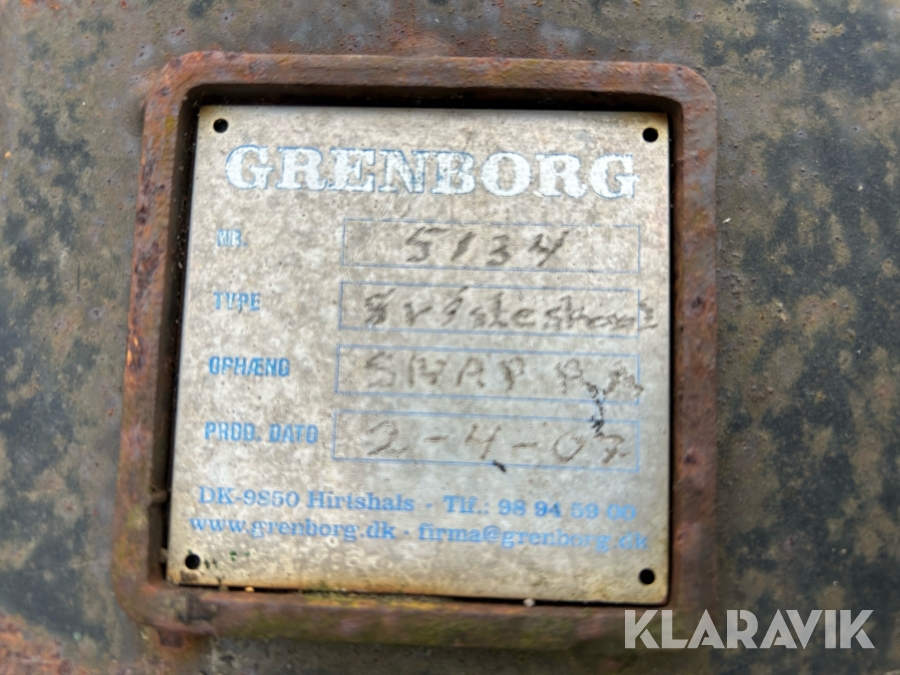 GRENBORG
NR. 5134
TYPE
OPHÆNG
PROD. DATO 2-4-07
DK-9850 Hirtshals · Tlf.: 98 94 59 00
www.grenborg.dk · firma@grenborg.dk
KLARAVIK